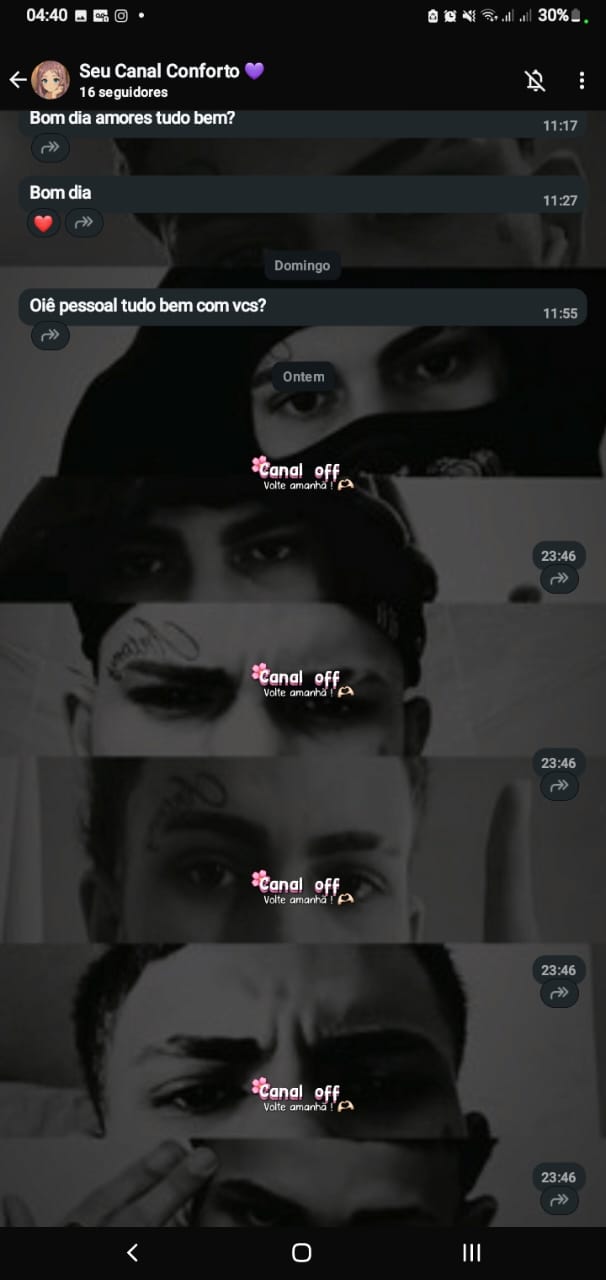 04:40
30%
Seu Canal Conforto 💜
16 seguidores
Bom dia amores tudo bem?
11:17
Bom dia
11:27
Domingo
Oiê pessoal tudo bem com vcs?
11:55
Ontem
Canal off
Volte amanhã !
23:46
Canal off
Volte amanhã !
23:46
Canal off
Volte amanhã !
23:46
Canal off
Volte amanhã !
23:46